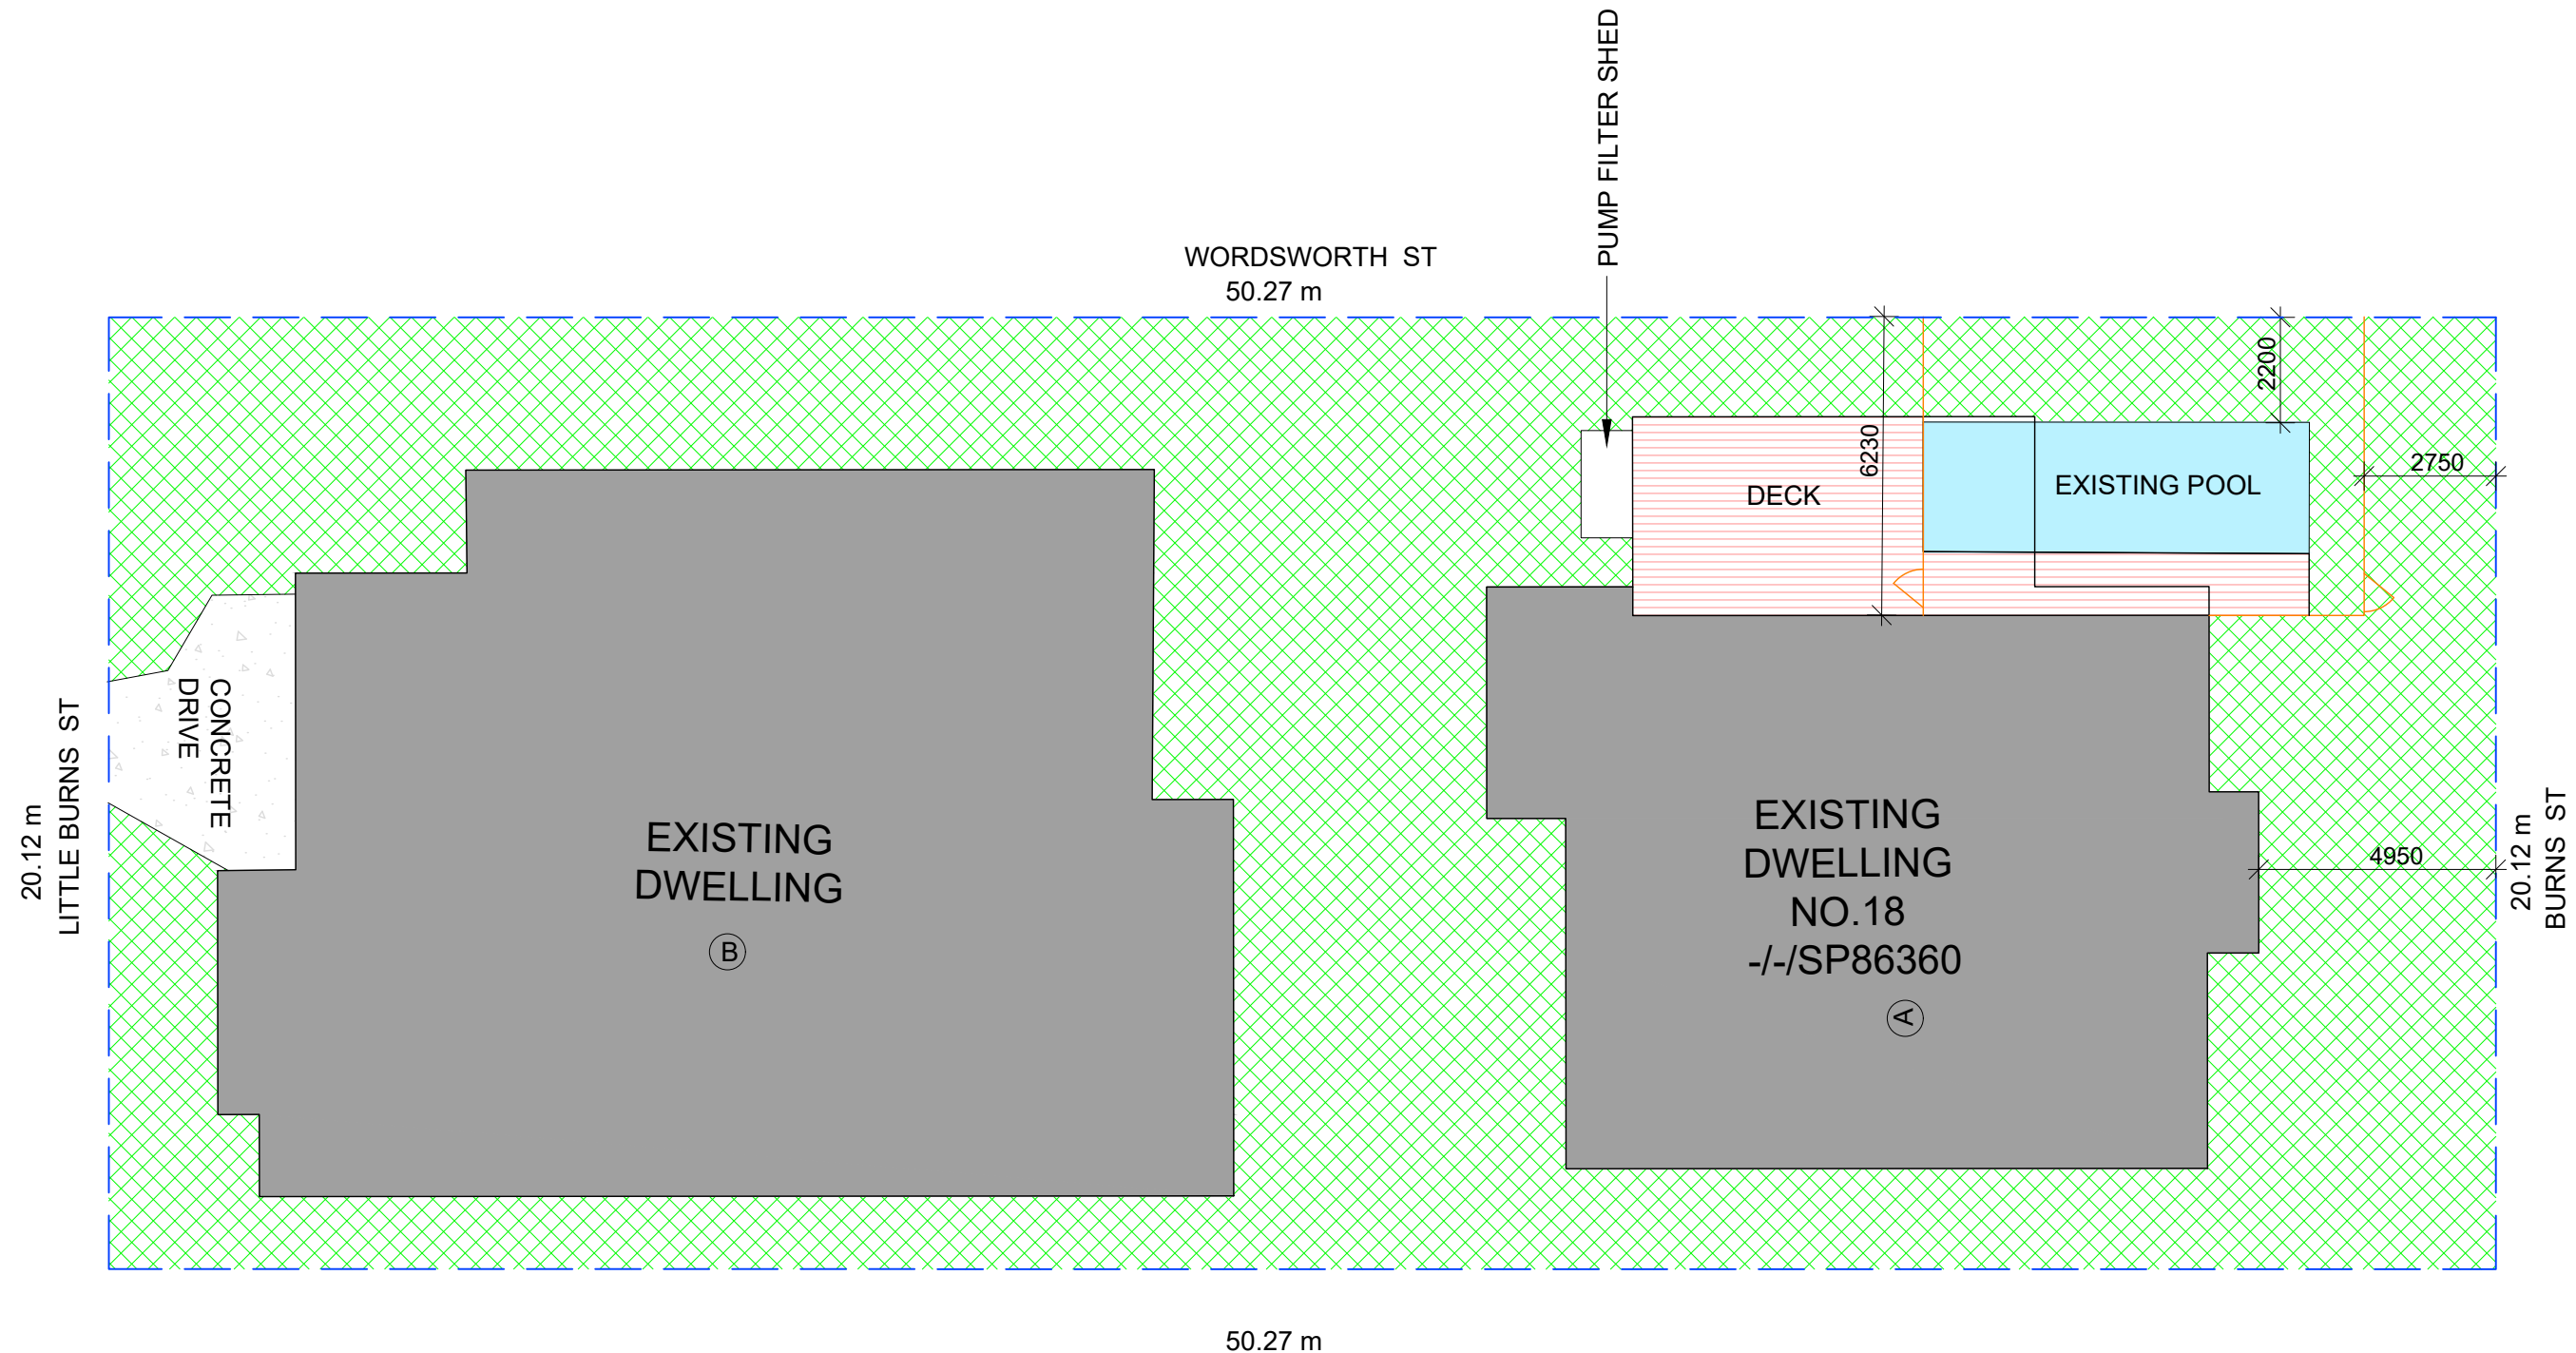 PUMP FILTER SHED
WORDSWORTH ST
50.27 m
2200
6230
2750
DECK
EXISTING POOL
CONCRETE
DRIVE
20.12 m
LITTLE BURNS ST
EXISTING
DWELLING
B
EXISTING
DWELLING
NO.18
-/-/SP86360
A
4950
20.12 m
BURNS ST
50.27 m